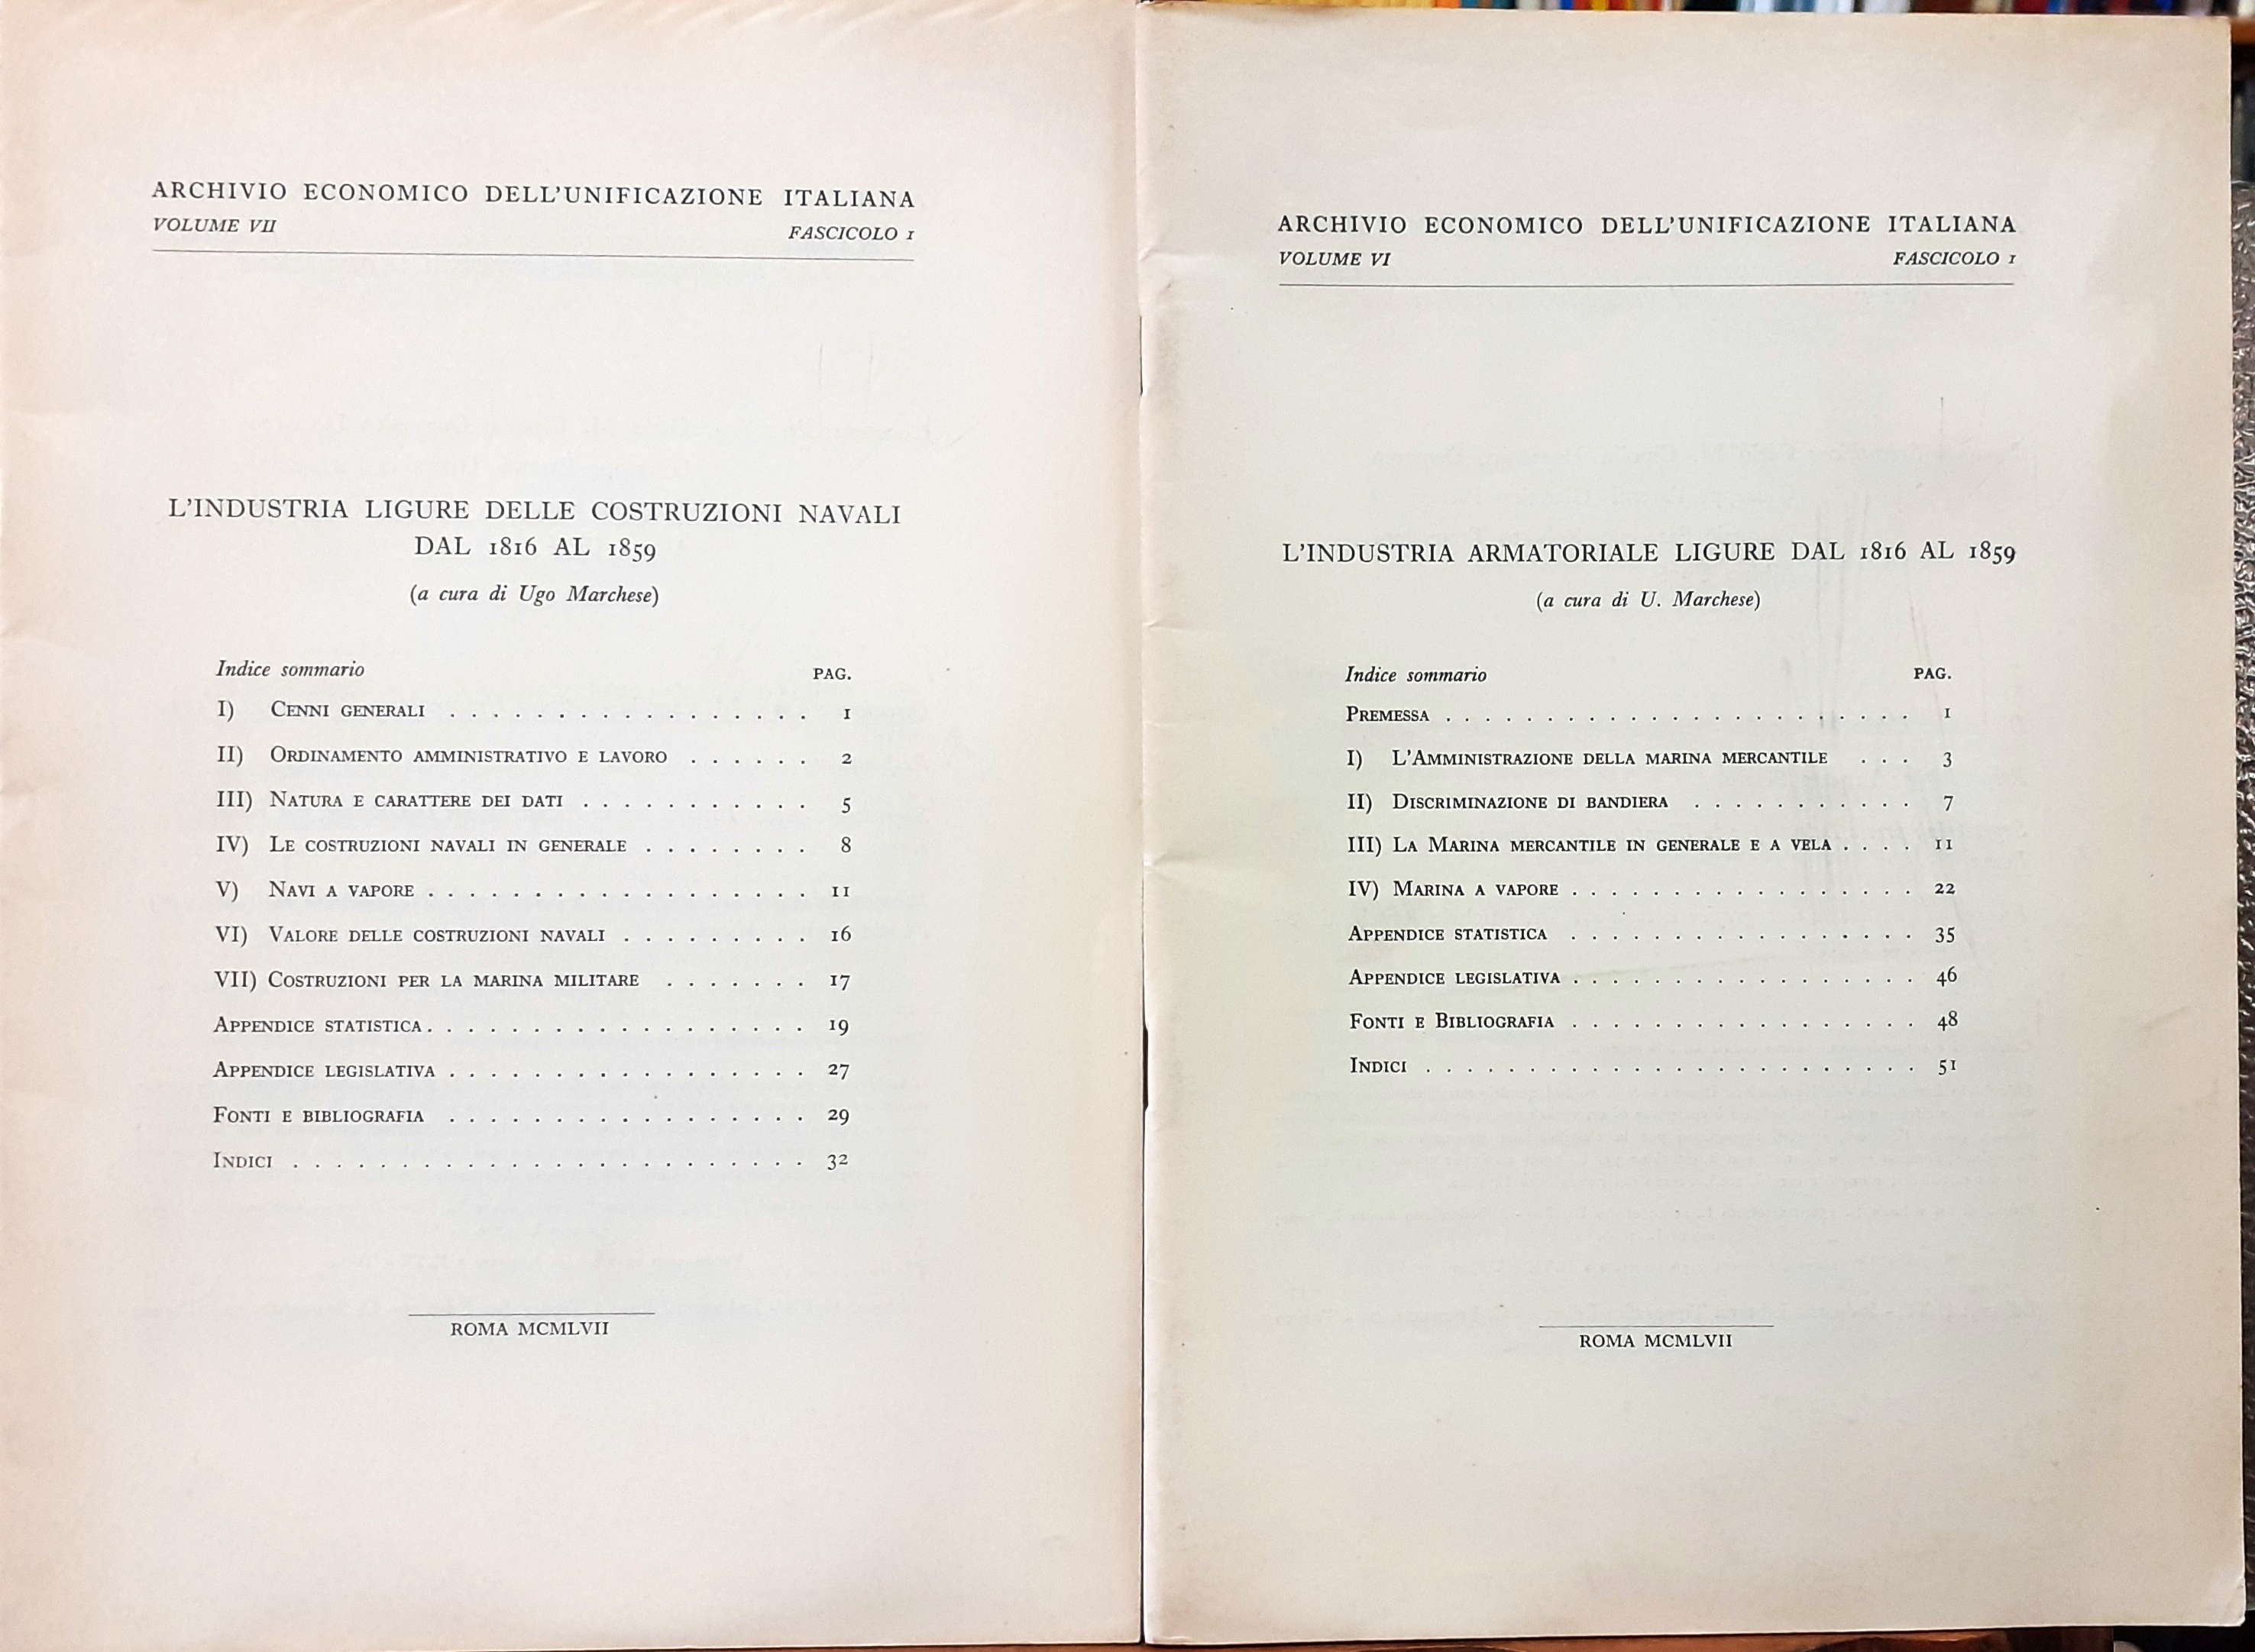 ARCHIVIO ECONOMICO DELL'UNIFICAZIONE ITALIANA
VOLUME VII FASCICOLO 1
L'INDUSTRIA LIGURE DELLE COSTRUZIONI NAVALI
DAL 1816 AL 1859
(a cura di Ugo Marchese)
Indice sommario PAG.
I) CENNI GENERALI . . . . . . . . . . . . . . . . . 1
II) ORDINAMENTO AMMINISTRATIVO E LAVORO . . . . . . 2
III) NATURA E CARATTERE DEI DATI . . . . . . . . . . . 5
IV) LE COSTRUZIONI NAVALI IN GENERALE . . . . . . . . 8
V) NAVI A VAPORE . . . . . . . . . . . . . . . . . . 11
VI) VALORE DELLE COSTRUZIONI NAVALI . . . . . . . . . 16
VII) COSTRUZIONI PER LA MARINA MILITARE . . . . . . . 17
APPENDICE STATISTICA . . . . . . . . . . . . . . . . . . 19
APPENDICE LEGISLATIVA . . . . . . . . . . . . . . . . . 27
FONTI E BIBLIOGRAFIA . . . . . . . . . . . . . . . . . 29
INDICI . . . . . . . . . . . . . . . . . . . . . . . . 32
ROMA MCMLVII
ARCHIVIO ECONOMICO DELL'UNIFICAZIONE ITALIANA
VOLUME VI FASCICOLO 1
L'INDUSTRIA ARMATORIALE LIGURE DAL 1816 AL 1859
(a cura di U. Marchese)
Indice sommario PAG.
PREMESSA . . . . . . . . . . . . . . . . . . . . . . . 1
I) L'AMMINISTRAZIONE DELLA MARINA MERCANTILE . . . 3
II) DISCRIMINAZIONE DI BANDIERA . . . . . . . . . . . 7
III) LA MARINA MERCANTILE IN GENERALE E A VELA . . . . 11
IV) MARINA A VAPORE . . . . . . . . . . . . . . . . . 22
APPENDICE STATISTICA . . . . . . . . . . . . . . . . . 35
APPENDICE LEGISLATIVA . . . . . . . . . . . . . . . . . 46
FONTI E BIBLIOGRAFIA . . . . . . . . . . . . . . . . . 48
INDICI . . . . . . . . . . . . . . . . . . . . . . . . 51
ROMA MCMLVII